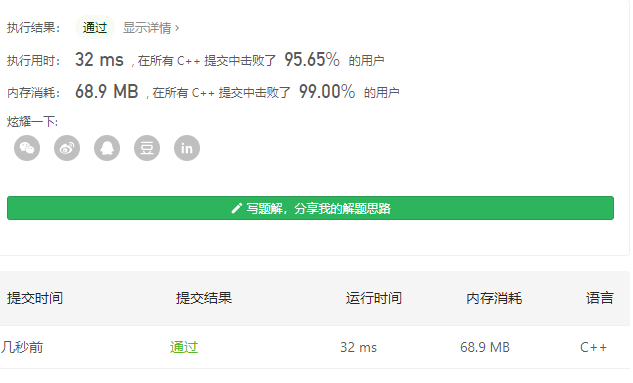 执行结果： 通过 显示详情 ›
执行用时： 32 ms , 在所有 C++ 提交中击败了 95.65% 的用户
内存消耗： 68.9 MB , 在所有 C++ 提交中击败了 99.00% 的用户
炫耀一下:
豆 in
写题解，分享我的解题思路
提交时间 提交结果 运行时间 内存消耗 语言
几秒前 通过 32 ms 68.9 MB C++